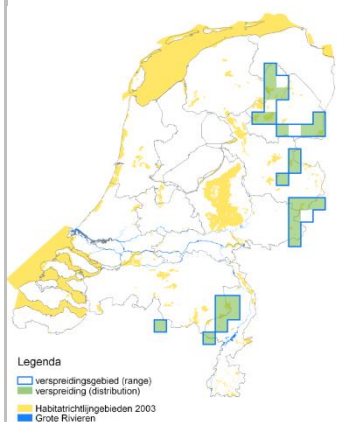 Legenda
verspreidingsgebied (range)
verspreiding (distribution)
Habitatrichtlijngebieden 2003
Grote Rivieren